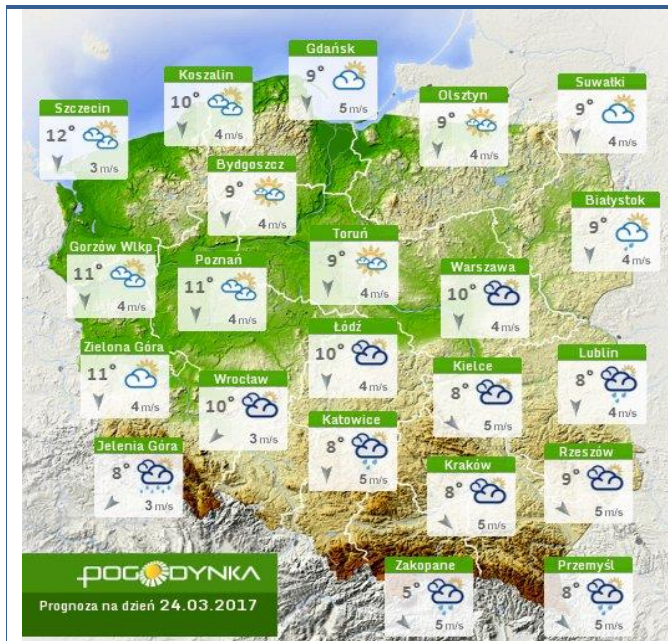 Gdańsk
9°
5 m/s
Koszalin
10°
4 m/s
Suwałki
9°
4 m/s
Olsztyn
9°
4 m/s
Szczecin
12°
3 m/s
Bydgoszcz
9°
4 m/s
Białystok
9°
4 m/s
Toruń
9°
4 m/s
Gorzów Wlkp
11°
4 m/s
Poznań
11°
4 m/s
Warszawa
10°
4 m/s
Łódź
10°
4 m/s
Zielona Góra
11°
4 m/s
Lublin
8°
4 m/s
Kielce
8°
5 m/s
Wrocław
10°
3 m/s
Katowice
8°
5 m/s
Jelenia Góra
8°
3 m/s
Rzeszów
9°
5 m/s
Kraków
8°
5 m/s
Zakopane
5°
5 m/s
Przemyśl
8°
5 m/s
POGODYNKA
Prognoza na dzień 24.03.2017